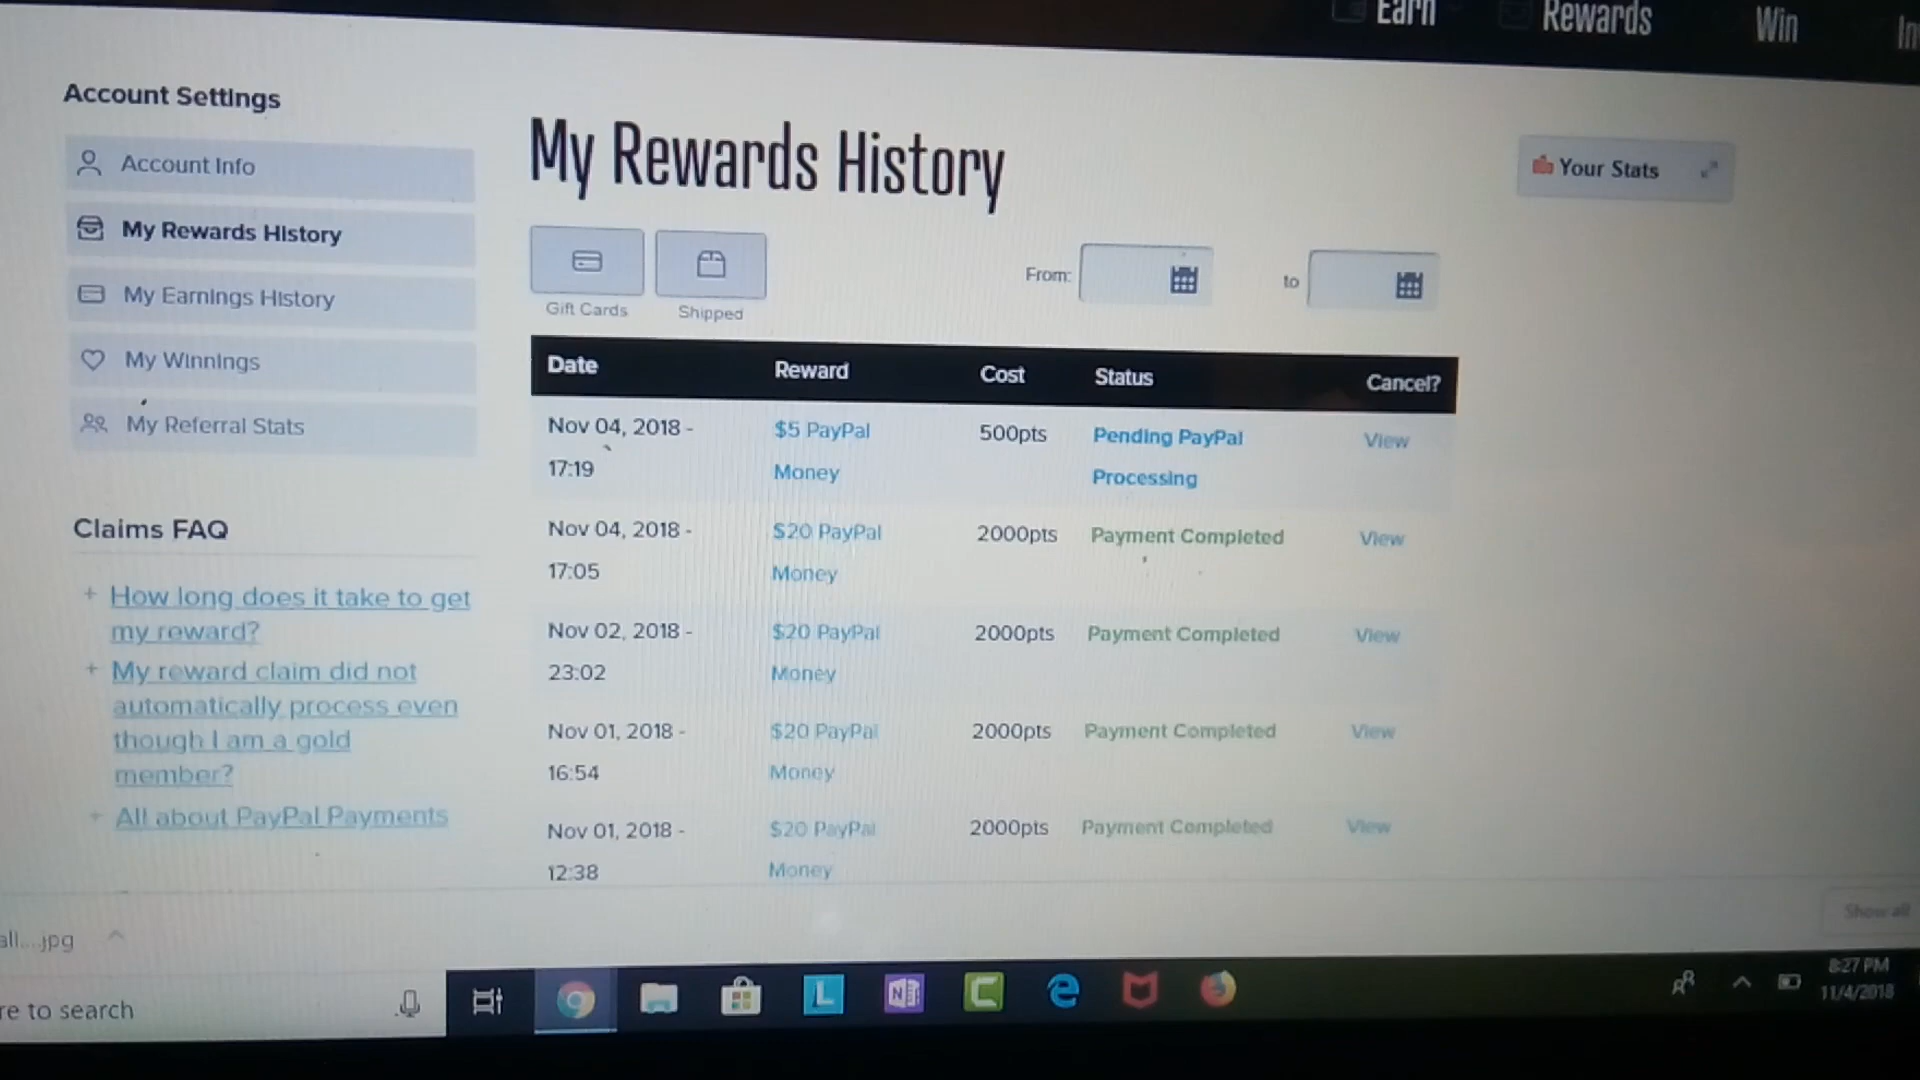 Earn Rewards Win
Account Settings
Account Info
My Rewards History
My Earnings History
My Winnings
My Referral Stats
Claims FAQ
+ How long does it take to get
my reward?
+ My reward claim did not
automatically process even
though I am a gold
member?
+ All about PayPal Payments
My Rewards History
Gift Cards
Shipped
From:
to
Your Stats
Date Reward Cost Status Cancel?
Nov 04, 2018 - $5 PayPal 500pts Pending PayPal View
17:19 Money Processing
Nov 04, 2018 - $20 PayPal 2000pts Payment Completed View
17:05 Money
Nov 02, 2018 - $20 PayPal 2000pts Payment Completed View
23:02 Money
Nov 01, 2018 - $20 PayPal 2000pts Payment Completed View
16:54 Money
Nov 01, 2018 - $20 PayPal 2000pts Payment Completed View
12:38 Money
Show all
all....jpg
re to search
L
N
C
8:27 PM
11/4/2018